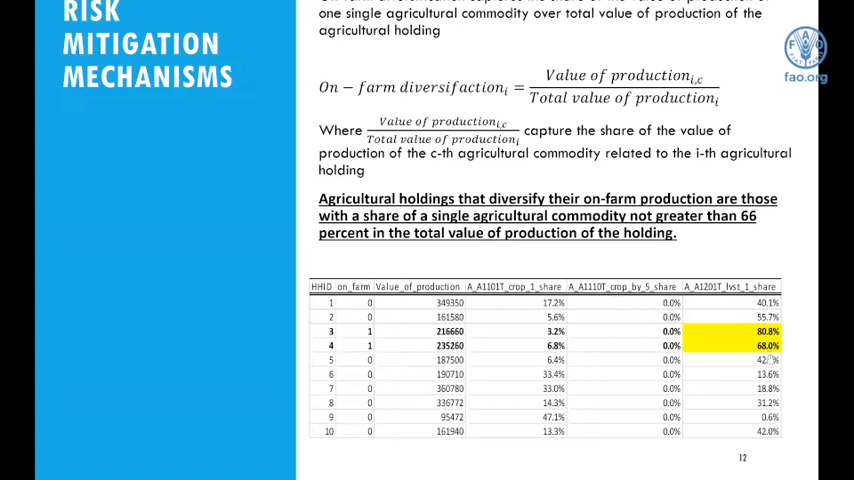 RISK
MITIGATION
MECHANISMS
one single agricultural commodity over total value of production of the
agricultural holding
On − farm diversifaction i = Value of production i,c / Total value of production i
Where Value of production i,c / Total value of production i capture the share of the value of
production of the c-th agricultural commodity related to the i-th agricultural
holding
Agricultural holdings that diversify their on-farm production are those
with a share of a single agricultural commodity not greater than 66
percent in the total value of production of the holding.
HHID on_farm Value_of_production A_A1101T_crop_1_share A_A1110T_crop_by_5_share A_A1201T_lvst_1_share
1 0 349350 17.2% 0.0% 40.1%
2 0 161580 5.6% 0.0% 55.7%
3 1 216660 3.2% 0.0% 80.8%
4 1 235260 6.8% 0.0% 68.0%
5 0 187500 6.4% 0.0%
6 0 190710 33.4% 0.0% 13.6%
7 0 360780 33.0% 0.0% 18.8%
8 0 336772 14.3% 0.0% 31.2%
9 0 95472 47.1% 0.0% 0.6%
10 0 161940 13.3% 0.0% 42.0%
12
FAO
FIAT PANIS
fao.org